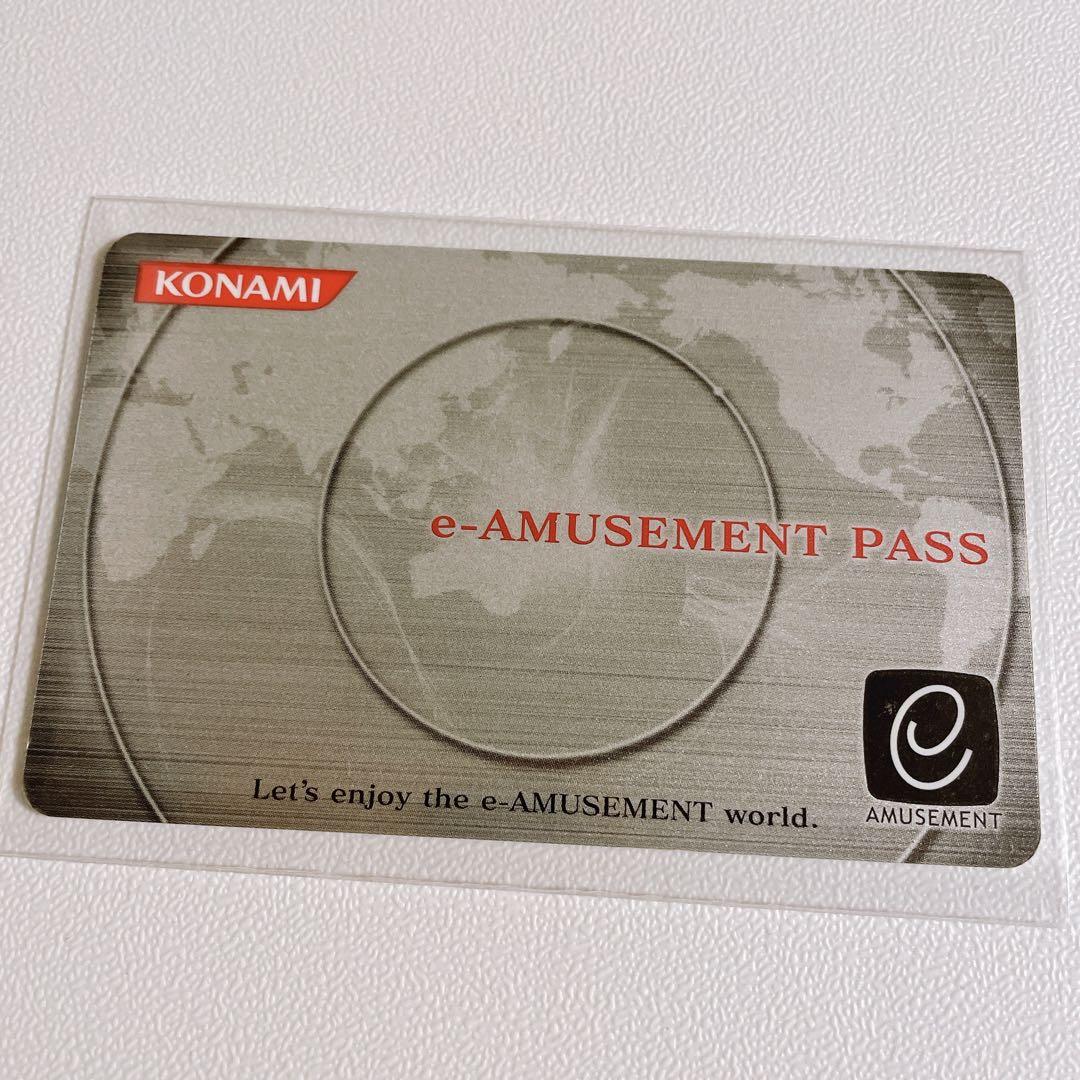 KONAMI
e-AMUSEMENT PASS
Let's enjoy the e-AMUSEMENT world.
e
AMUSEMENT